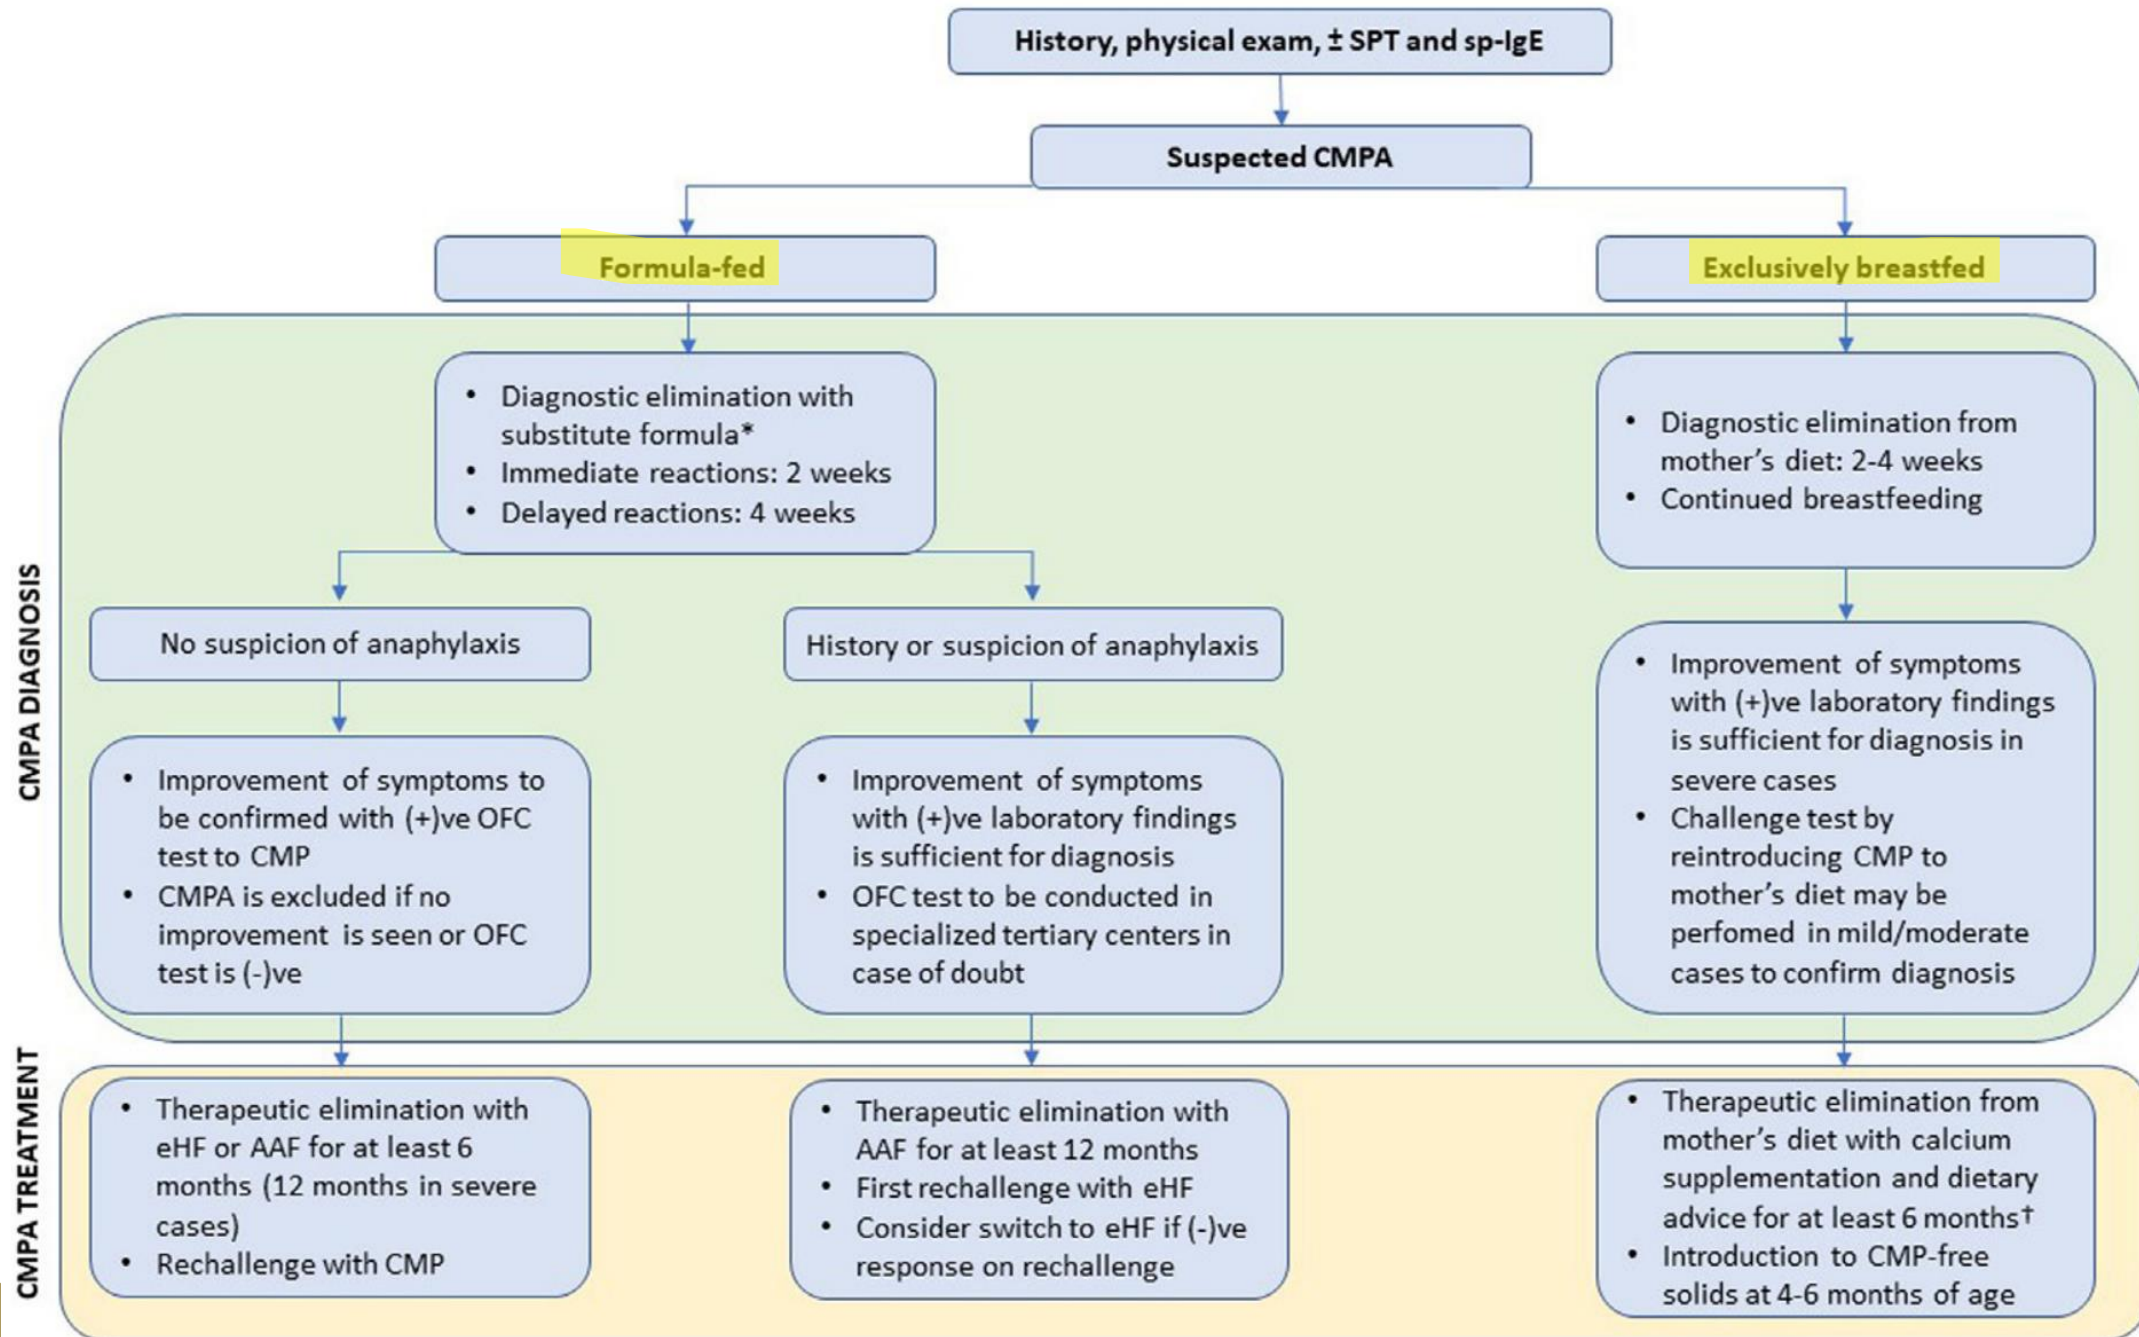 History, physical exam, ± SPT and sp-IgE
Suspected CMPA
Formula-fed
Exclusively breastfed
CMPA DIAGNOSIS
• Diagnostic elimination with
substitute formula*
• Immediate reactions: 2 weeks
• Delayed reactions: 4 weeks
• Diagnostic elimination from
mother's diet: 2-4 weeks
• Continued breastfeeding
No suspicion of anaphylaxis
History or suspicion of anaphylaxis
• Improvement of symptoms to
be confirmed with (+)ve OFC
test to CMP
• CMPA is excluded if no
improvement is seen or OFC
test is (-)ve
• Improvement of symptoms
with (+)ve laboratory findings
is sufficient for diagnosis
• OFC test to be conducted in
specialized tertiary centers in
case of doubt
• Improvement of symptoms
with (+)ve laboratory findings
is sufficient for diagnosis in
severe cases
• Challenge test by
reintroducing CMP to
mother's diet may be
perfomed in mild/moderate
cases to confirm diagnosis
CMPA TREATMENT
• Therapeutic elimination with
eHF or AAF for at least 6
months (12 months in severe
cases)
• Rechallenge with CMP
• Therapeutic elimination with
AAF for at least 12 months
• First rechallenge with eHF
• Consider switch to eHF if (-)ve
response on rechallenge
• Therapeutic elimination from
mother's diet with calcium
supplementation and dietary
advice for at least 6 months†
• Introduction to CMP-free
solids at 4-6 months of age